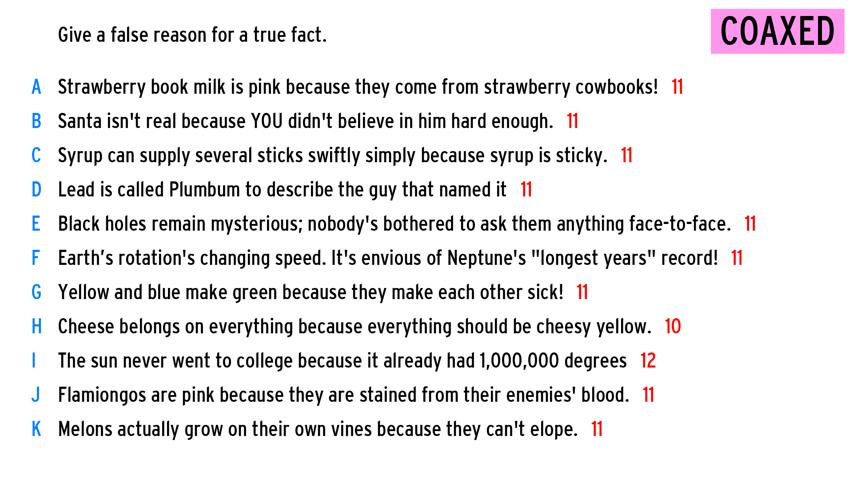 Give a false reason for a true fact.
COAXED
A Strawberry book milk is pink because they come from strawberry cowbooks! 11
B Santa isn't real because YOU didn't believe in him hard enough. 11
C Syrup can supply several sticks swiftly simply because syrup is sticky. 11
D Lead is called Plumbum to describe the guy that named it 11
E Black holes remain mysterious; nobody's bothered to ask them anything face-to-face. 11
F Earth’s rotation's changing speed. It's envious of Neptune's "longest years" record! 11
G Yellow and blue make green because they make each other sick! 11
H Cheese belongs on everything because everything should be cheesy yellow. 10
I The sun never went to college because it already had 1,000,000 degrees 12
J Flamiongos are pink because they are stained from their enemies' blood. 11
K Melons actually grow on their own vines because they can't elope. 11